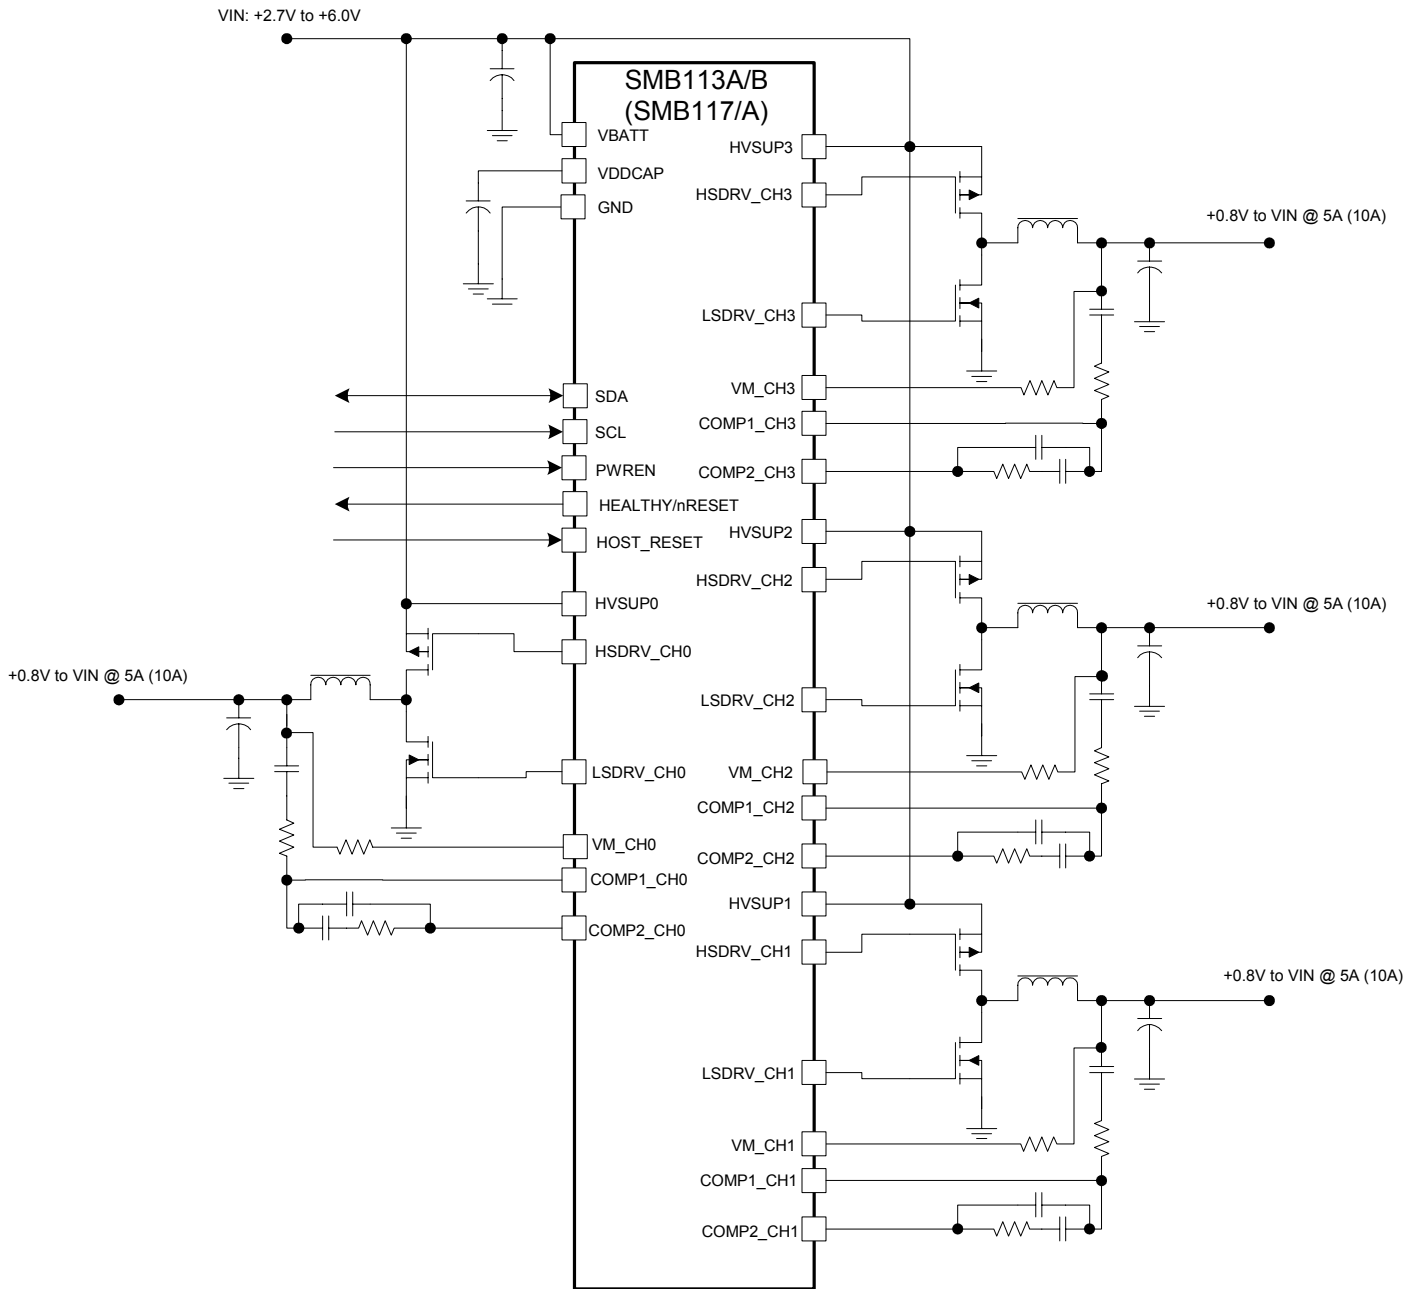 VIN: +2.7V to +6.0V
SMB113A/B
(SMB117/A)
VBATT
VDDCAP
GND
SDA
SCL
PWREN
HEALTHY/nRESET
HOST_RESET
HVSUP0
HSDRV_CH0
+0.8V to VIN @ 5A (10A)
LSDRV_CH0
VM_CH0
COMP1_CH0
COMP2_CH0
HVSUP3
HSDRV_CH3
+0.8V to VIN @ 5A (10A)
LSDRV_CH3
VM_CH3
COMP1_CH3
COMP2_CH3
HVSUP2
HSDRV_CH2
+0.8V to VIN @ 5A (10A)
LSDRV_CH2
VM_CH2
COMP1_CH2
COMP2_CH2
HVSUP1
HSDRV_CH1
+0.8V to VIN @ 5A (10A)
LSDRV_CH1
VM_CH1
COMP1_CH1
COMP2_CH1